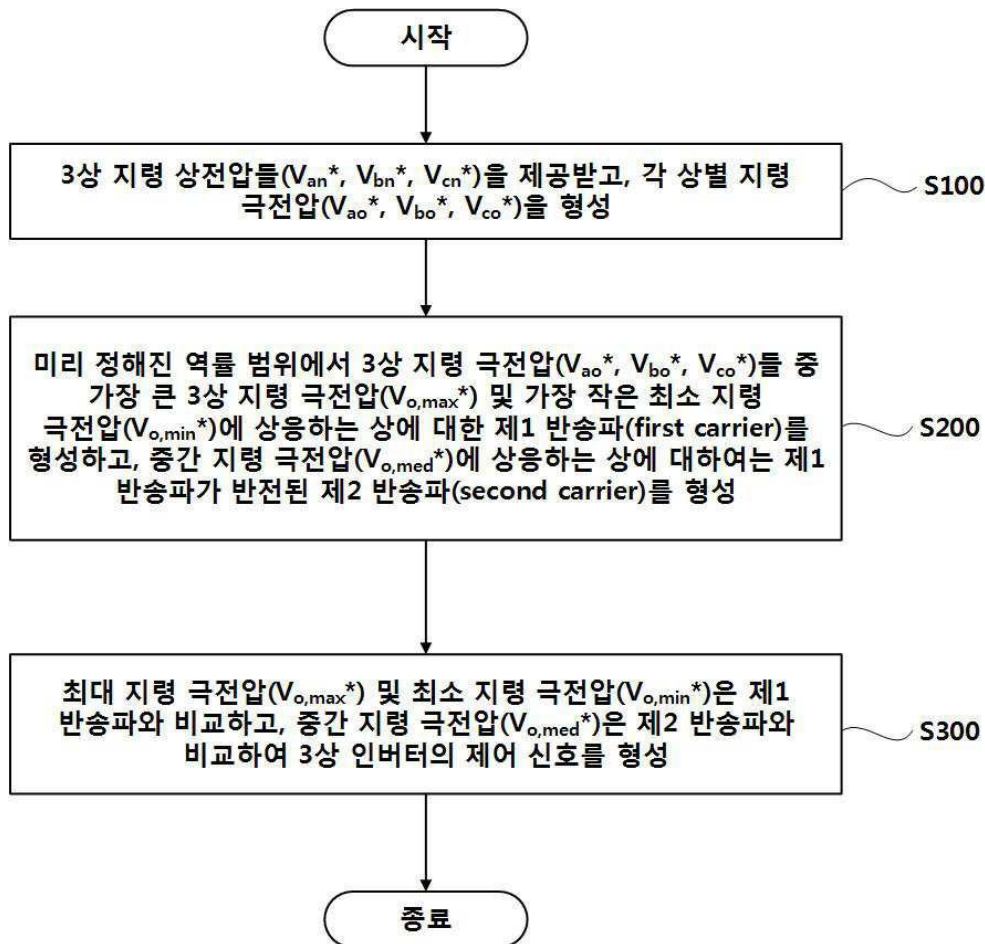 시작
3상 지령 상전압들(Van*, Vbn*, Vcn*)을 제공받고, 각 상별 지령
극전압(Vao*, Vbo*, Vco*)을 형성
S100
미리 정해진 역률 범위에서 3상 지령 극전압(Vao*, Vbo*, Vco*)들 중
가장 큰 3상 지령 극전압(Vo,max*) 및 가장 작은 최소 지령
극전압(Vo,min*)에 상응하는 상에 대한 제1 반송파(first carrier)를
형성하고, 중간 지령 극전압(Vo,med*)에 상응하는 상에 대하여는 제1
반송파가 반전된 제2 반송파(second carrier)를 형성
S200
최대 지령 극전압(Vo,max*) 및 최소 지령 극전압(Vo,min*)은 제1
반송파와 비교하고, 중간 지령 극전압(Vo,med*)은 제2 반송파와
비교하여 3상 인버터의 제어 신호를 형성
S300
종료